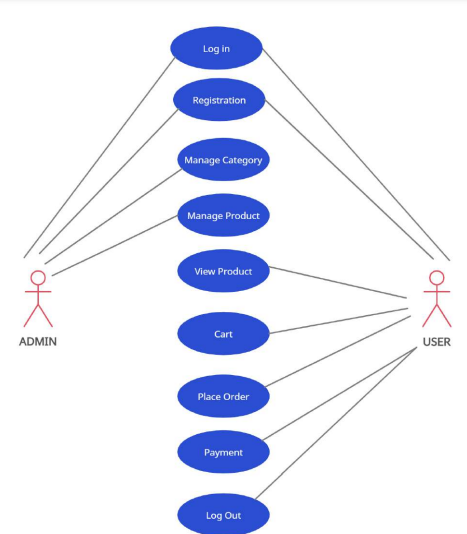 Log in
Registration
Manage Category
Manage Product
View Product
Cart
ADMIN
USER
Place Order
Payment
Log Out